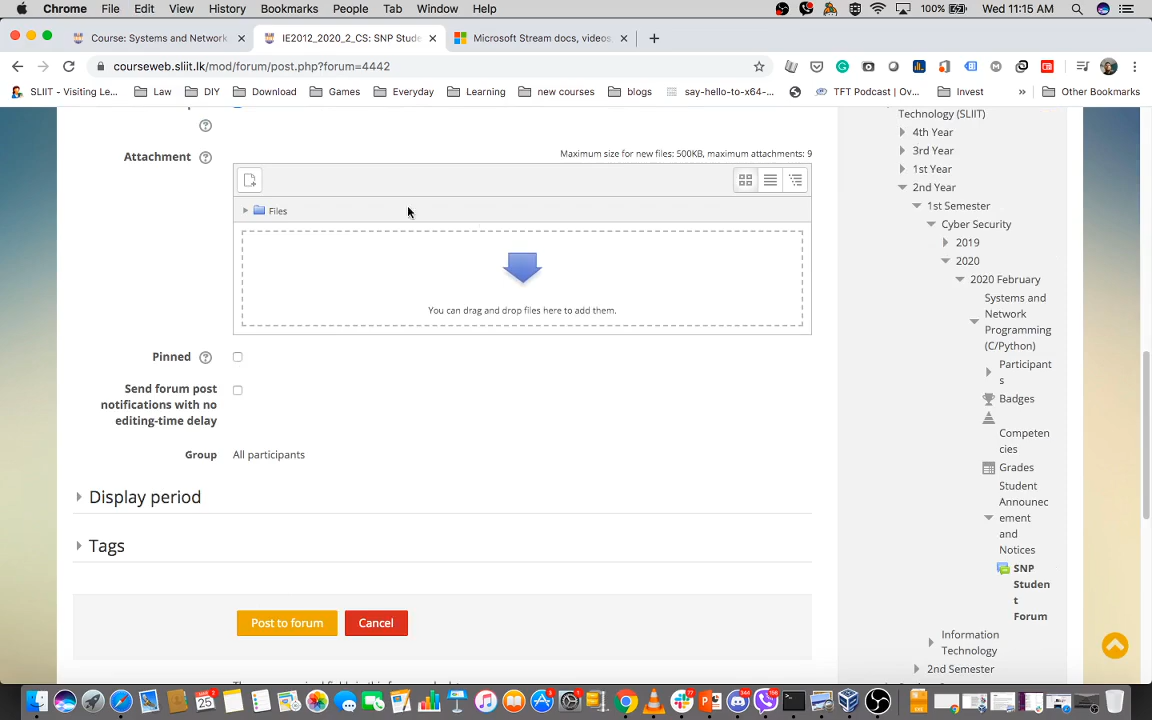 Chrome File Edit View History Bookmarks People Tab Window Help 100% Wed 11:15 AM
Course: Systems and Network
IE2012_2020_2_CS: SNP Stude
Microsoft Stream docs, videos,
courseweb.sliit.lk/mod/forum/post.php?forum=4442
SLIIT - Visiting Le... Law DIY Download Games Everyday Learning new courses blogs say-hello-to-x64-... TFT Podcast | Ov... Invest » Other Bookmarks
Attachment
Maximum size for new files: 500KB, maximum attachments: 9
Files
You can drag and drop files here to add them.
Pinned
Send forum post
notifications with no
editing-time delay
Group All participants
Display period
Tags
Post to forum Cancel
Technology (SLIIT)
4th Year
3rd Year
1st Year
2nd Year
1st Semester
Cyber Security
2019
2020
2020 February
Systems and
Network
Programming
(C/Python)
Participant
s
Badges
Competen
cies
Grades
Student
Announc
ement
and
Notices
SNP
Studen
t
Forum
Information
Technology
2nd Semester